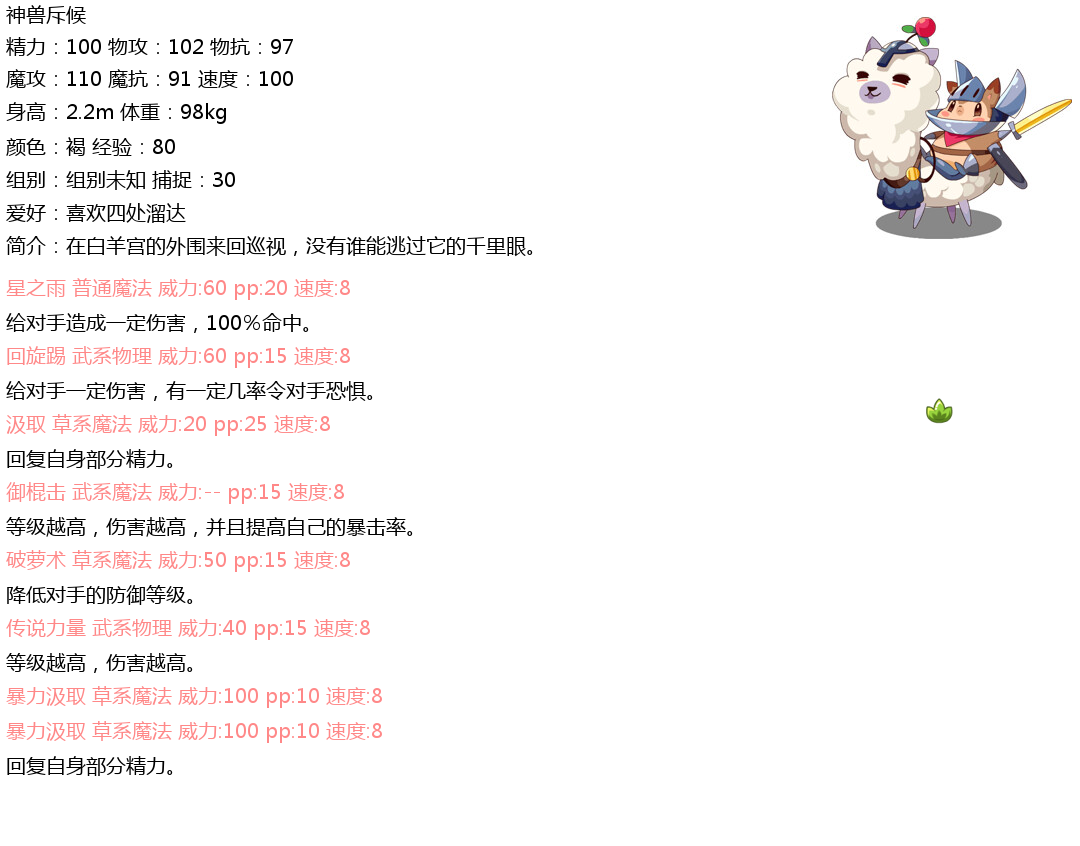 神兽斥候
精力：100 物攻：102 物抗：97
魔攻：110 魔抗：91 速度：100
身高：2.2m 体重：98kg
颜色：褐 经验：80
组别：组别未知 捕捉：30
爱好：喜欢四处溜达
简介：在白羊宫的外围来回巡视，没有谁能逃过它的千里眼。
星之雨 普通魔法 威力:60 pp:20 速度:8
给对手造成一定伤害，100%命中。
回旋踢 武系物理 威力:60 pp:15 速度:8
给对手一定伤害，有一定几率令对手恐惧。
汲取 草系魔法 威力:20 pp:25 速度:8
回复自身部分精力。
御棍击 武系魔法 威力:-- pp:15 速度:8
等级越高，伤害越高，并且提高自己的暴击率。
破萝术 草系魔法 威力:50 pp:15 速度:8
降低对手的防御等级。
传说力量 武系物理 威力:40 pp:15 速度:8
等级越高，伤害越高。
暴力汲取 草系魔法 威力:100 pp:10 速度:8
暴力汲取 草系魔法 威力:100 pp:10 速度:8
回复自身部分精力。